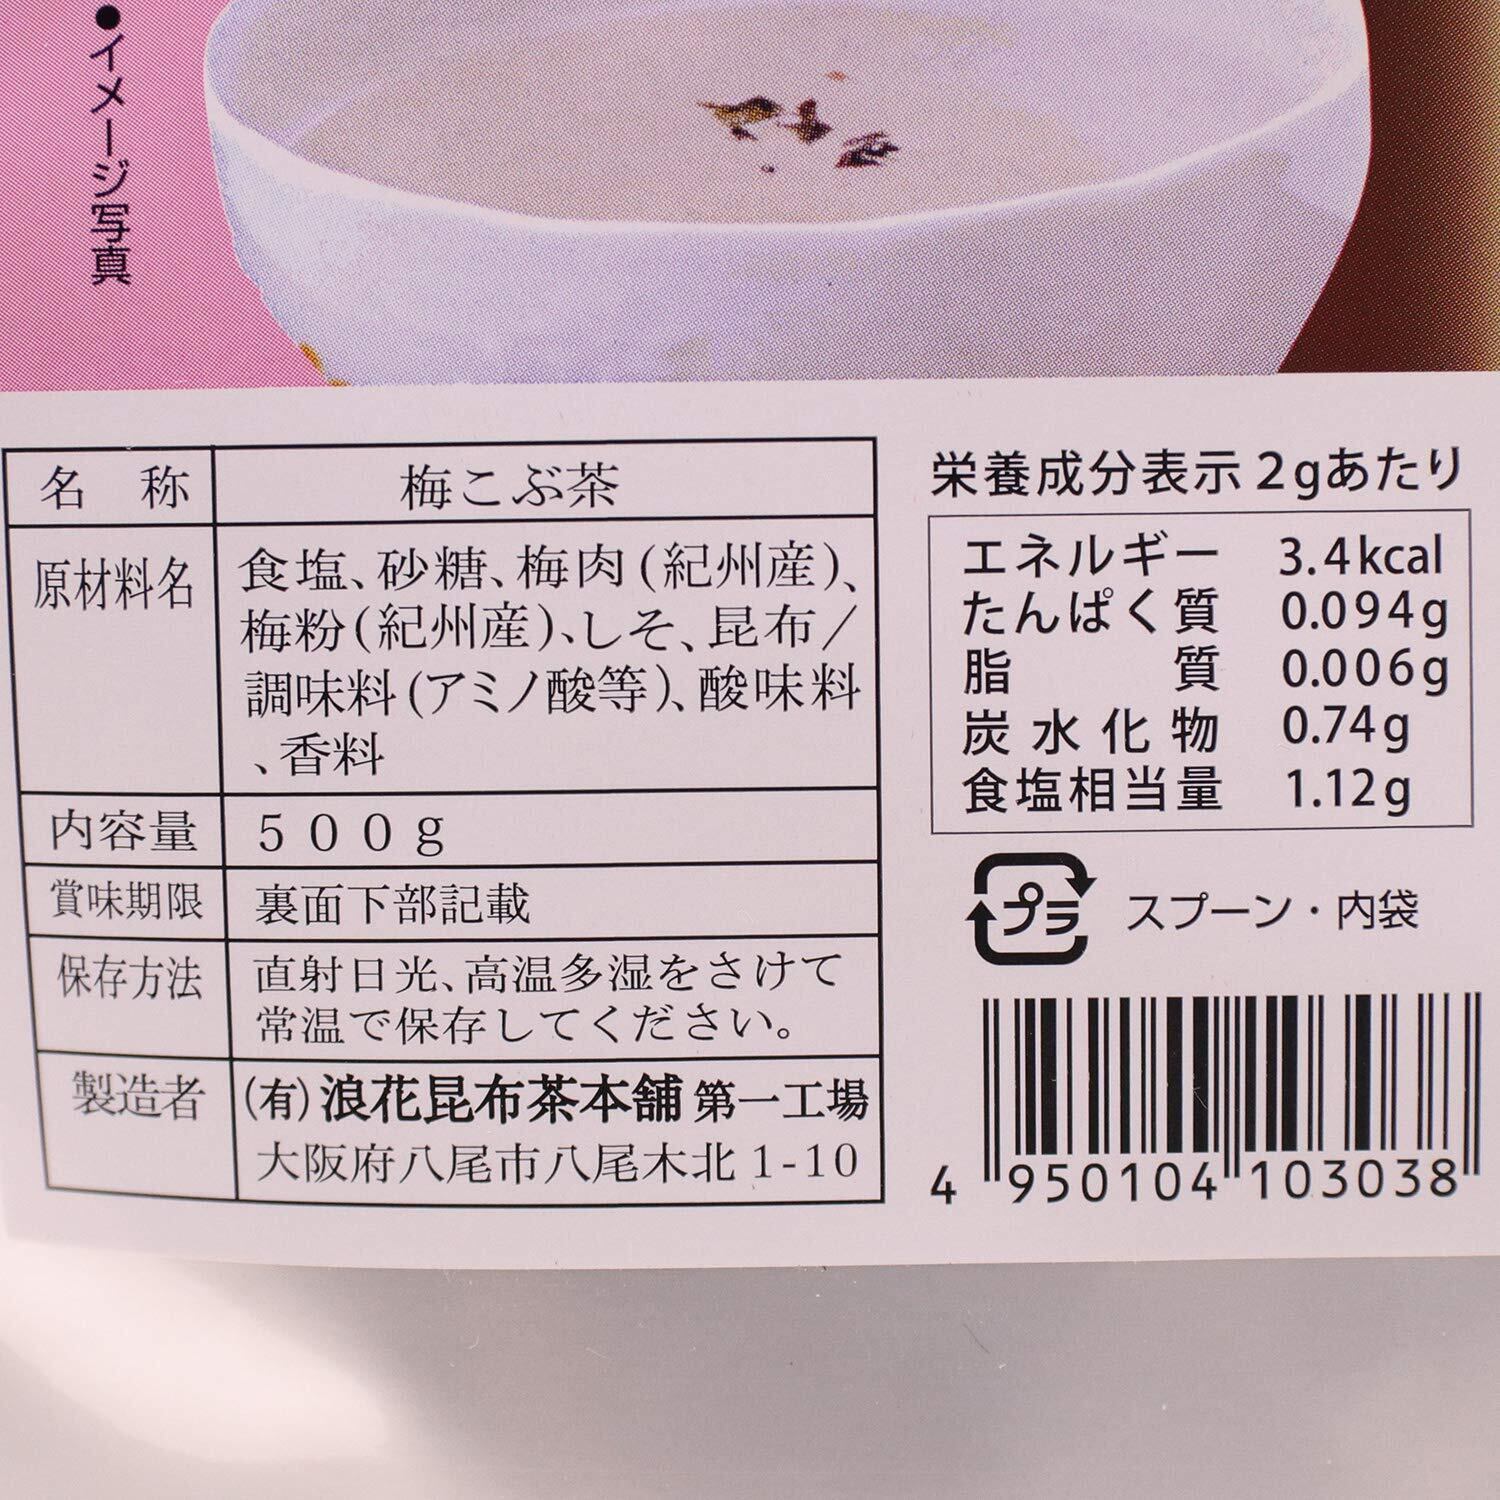 ●イメージ写真
名 称 梅こぶ茶
原材料名 食塩、砂糖、梅肉(紀州産)、
梅粉(紀州産)、しそ、昆布/
調味料(アミノ酸等)、酸味料
、香料
内容量 500g
賞味期限 裏面下部記載
保存方法 直射日光、高温多湿をさけて
常温で保存してください。
製造者 (有)浪花昆布茶本舗 第一工場
大阪府八尾市八尾木北1-10
栄養成分表示 2gあたり
エネルギー 3.4kcal
たんぱく質 0.094g
脂質 0.006g
炭水化物 0.74g
食塩相当量 1.12g
プラ スプーン・内袋
4 950104 103038